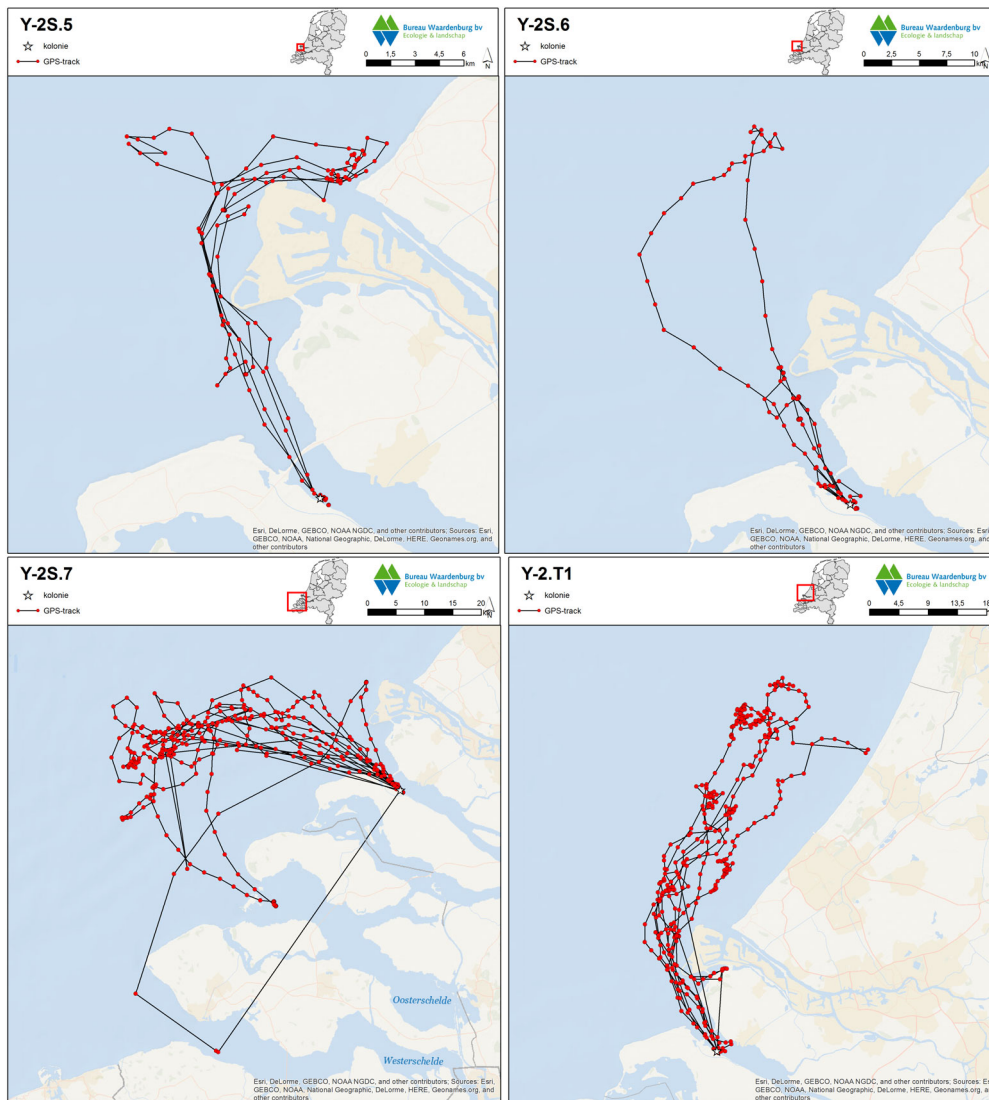 Y-2S.5
kolonie
GPS-track
Bureau Waardenburg bv
Ecologie & landschap
0 1,5 3 4,5 6
km
N
Esri, DeLorme, GEBCO, NOAA NGDC, and other contributors; Sources: Esri,
GEBCO, NOAA, National Geographic, DeLorme, HERE, Geonames.org, and
other contributors
Y-2S.6
kolonie
GPS-track
Bureau Waardenburg bv
Ecologie & landschap
0 2,5 5 7,5 10
km
N
Esri, DeLorme, GEBCO, NOAA NGDC, and other contributors; Sources: Esri,
GEBCO, NOAA, National Geographic, DeLorme, HERE, Geonames.org, and
other contributors
Y-2S.7
kolonie
GPS-track
Bureau Waardenburg bv
Ecologie & landschap
0 5 10 15 20
N
Oosterschelde
Westerschelde
Esri, DeLorme, GEBCO, NOAA NGDC, and other contributors; Sources: Esri,
GEBCO, NOAA, National Geographic, DeLorme, HERE, Geonames.org, and
other contributors
Y-2.T1
kolonie
GPS-track
Bureau Waardenburg bv
Ecologie & landschap
0 4,5 9 13,5 18
Esri, DeLorme, GEBCO, NOAA NGDC, and other contributors; Sources: Esri,
GEBCO, NOAA, National Geographic, DeLorme, HERE, Geonames.org, and
other contributors